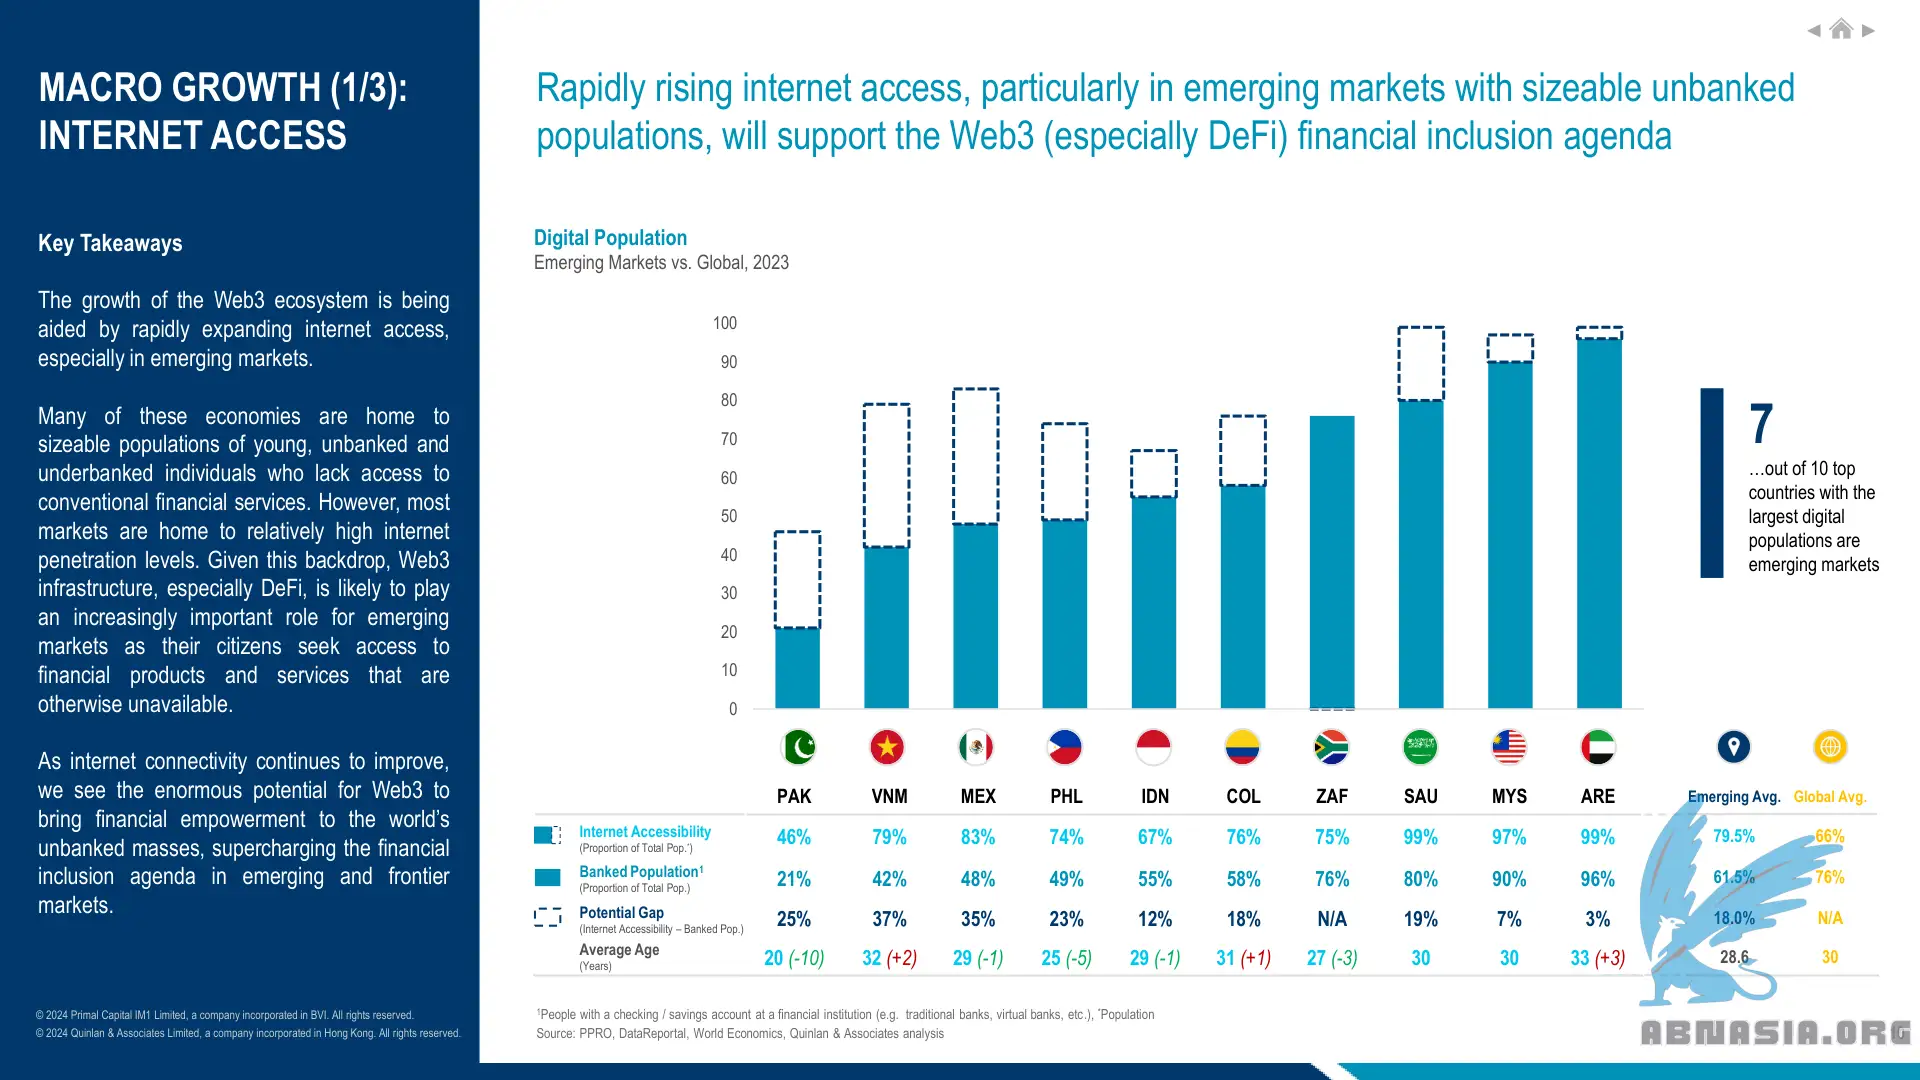 MACRO GROWTH (1/3):
INTERNET ACCESS
Key Takeaways
The growth of the Web3 ecosystem is being
aided by rapidly expanding internet access,
especially in emerging markets.
Many of these economies are home to
sizeable populations of young, unbanked and
underbanked individuals who lack access to
conventional financial services. However, most
markets are home to relatively high internet
penetration levels. Given this backdrop, Web3
infrastructure, especially DeFi, is likely to play
an increasingly important role for emerging
markets as their citizens seek access to
financial products and services that are
otherwise unavailable.
As internet connectivity continues to improve,
we see the enormous potential for Web3 to
bring financial empowerment to the world's
unbanked masses, supercharging the financial
inclusion agenda in emerging and frontier
markets.
© 2024 Primal Capital IM1 Limited, a company incorporated in BVI. All rights reserved.
© 2024 Quinlan & Associates Limited, a company incorporated in Hong Kong. All rights reserved.
Rapidly rising internet access, particularly in emerging markets with sizeable unbanked
populations, will support the Web3 (especially DeFi) financial inclusion agenda
Digital Population
Emerging Markets vs. Global, 2023
100
90
80
70
60
50
40
30
20
10
0
7
…out of 10 top
countries with the
largest digital
populations are
emerging markets
PAK VNM MEX PHL IDN COL ZAF SAU MYS ARE Emerging Avg. Global Avg.
Internet Accessibility 46% 79% 83% 74% 67% 76% 75% 99% 97% 99% 79.5% 66%
(Proportion of Total Pop.*)
Banked Population¹ 21% 42% 48% 49% 55% 58% 76% 80% 90% 96% 61.5% 76%
(Proportion of Total Pop.)
Potential Gap 25% 37% 35% 23% 12% 18% N/A 19% 7% 3% 18.0% N/A
(Internet Accessibility – Banked Pop.)
Average Age 20 (-10) 32 (+2) 29 (-1) 25 (-5) 29 (-1) 31 (+1) 27 (-3) 30 30 33 (+3) 28.6 30
(Years)
¹People with a checking / savings account at a financial institution (e.g. traditional banks, virtual banks, etc.), *Population
Source: PPRO, DataReportal, World Economics, Quinlan & Associates analysis
ABNASIA.ORG